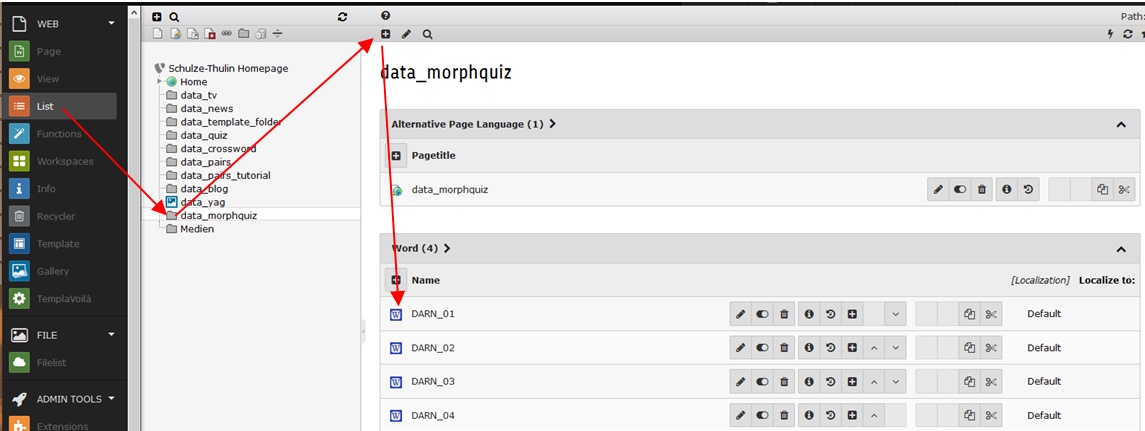 WEB
Page
View
List
Functions
Workspaces
Info
Recycler
Template
Gallery
TemplaVoilà
FILE
Filelist
ADMIN TOOLS
Extensions
Schulze-Thulin Homepage
Home
data_tv
data_news
data_template_folder
data_quiz
data_crossword
data_pairs
data_pairs_tutorial
data_blog
data_yag
data_morphquiz
Medien
Path:
data_morphquiz
Alternative Page Language (1)
Pagetitle
data_morphquiz
Word (4)
Name [Localization] Localize to:
DARN_01 Default
DARN_02 Default
DARN_03 Default
DARN_04 Default